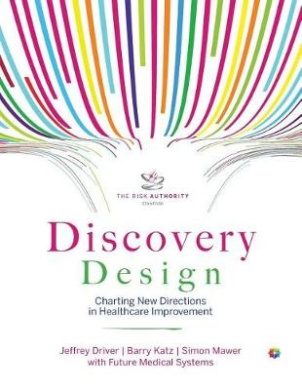 THE RISK AUTHORITY
STANFORD
Discovery
Design
Charting New Directions
in Healthcare Improvement
Jeffrey Driver | Barry Katz | Simon Mawer
with Future Medical Systems